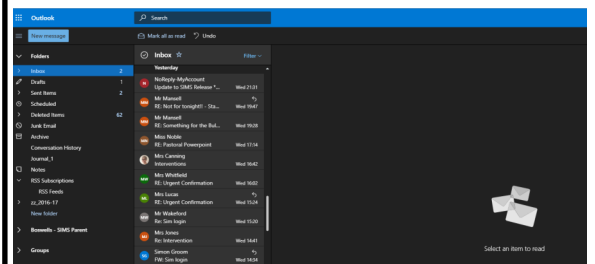 Outlook
Search
New message
Mark all as read
Undo
Folders
Inbox 2
Drafts 1
Sent Items 2
Scheduled
Deleted Items 62
Junk Email
Archive
Conversation History
Journal_1
Notes
RSS Subscriptions
RSS Feeds
zz_2016-17
New folder
Boswells - SIMS Parent
Groups
Inbox
Filter
Yesterday
NoReply-MyAccount
Update to SIMS Release "... Wed 21:31
Mr Mansell
RE: Not for tonight!! - Sta... Wed 19:47
Mr Mansell
RE: Something for the Bul... Wed 19:28
Miss Noble
RE: Pastoral Powerpoint Wed 17:14
Mrs Canning
Interventions Wed 16:42
Mrs Whitfield
RE: Urgent Confirmation Wed 16:02
Mrs Lucas
RE: Urgent Confirmation Wed 15:24
Mr Wakeford
Re: Sim login Wed 15:20
Mrs Jones
Re: Intervention Wed 14:41
Simon Groom
FW: Sim login Wed 14:34
Select an item to read